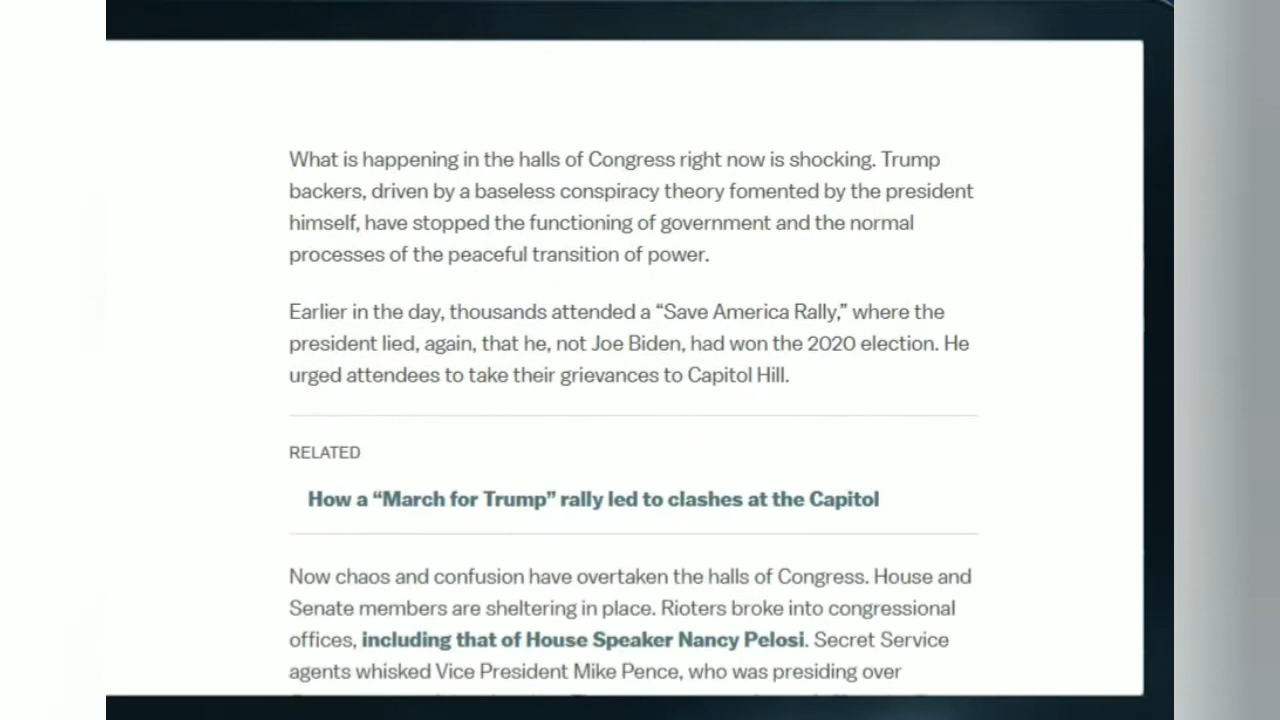 What is happening in the halls of Congress right now is shocking. Trump
backers, driven by a baseless conspiracy theory fomented by the president
himself, have stopped the functioning of government and the normal
processes of the peaceful transition of power.
Earlier in the day, thousands attended a “Save America Rally,” where the
president lied, again, that he, not Joe Biden, had won the 2020 election. He
urged attendees to take their grievances to Capitol Hill.
RELATED
How a “March for Trump” rally led to clashes at the Capitol
Now chaos and confusion have overtaken the halls of Congress. House and
Senate members are sheltering in place. Rioters broke into congressional
offices, including that of House Speaker Nancy Pelosi. Secret Service
agents whisked Vice President Mike Pence, who was presiding over